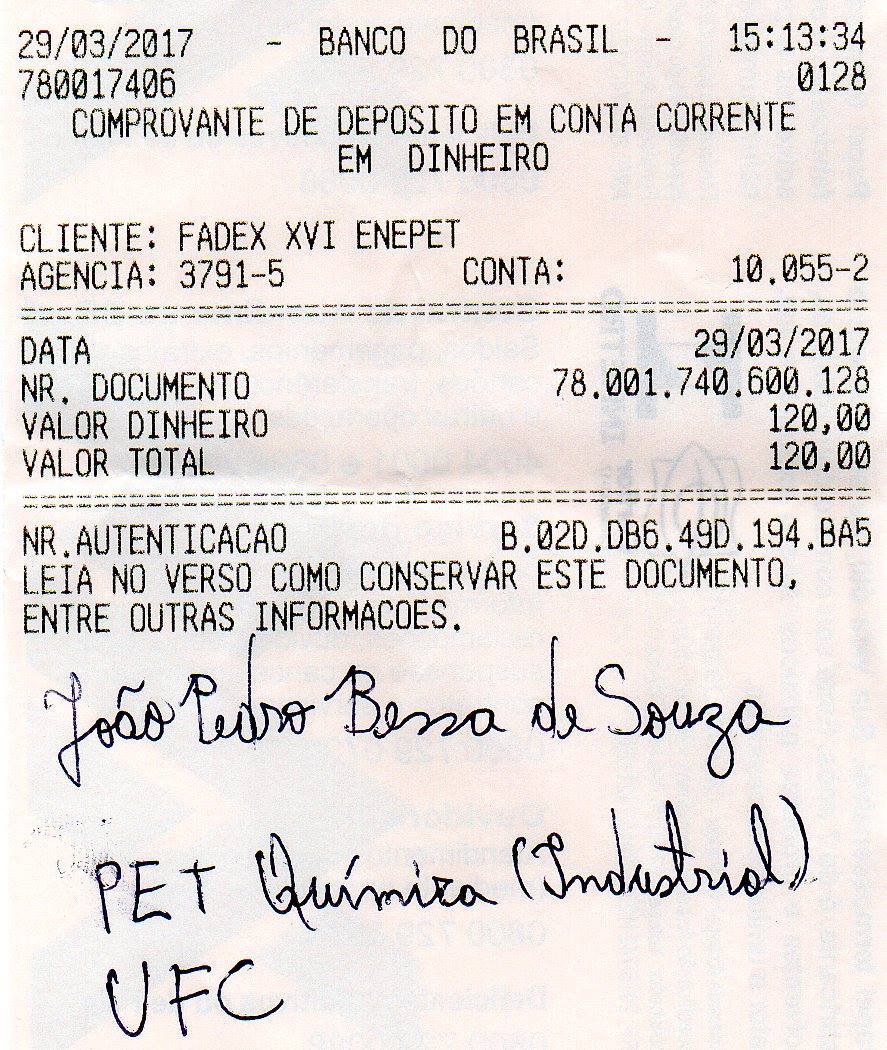 29/03/2017 - BANCO DO BRASIL - 15:13:34
780017406 0128
COMPROVANTE DE DEPOSITO EM CONTA CORRENTE
EM DINHEIRO
CLIENTE: FADEX XVI ENEPET
AGENCIA: 3791-5 CONTA: 10.055-2
================================================
DATA 29/03/2017
NR. DOCUMENTO 78.001.740.600.128
VALOR DINHEIRO 120,00
VALOR TOTAL 120,00
================================================
NR.AUTENTICACAO B.02D.DB6.49D.194.BA5
LEIA NO VERSO COMO CONSERVAR ESTE DOCUMENTO,
ENTRE OUTRAS INFORMACOES.
João Pedro Bessa de Souza
PET Química (Industrial)
UFC